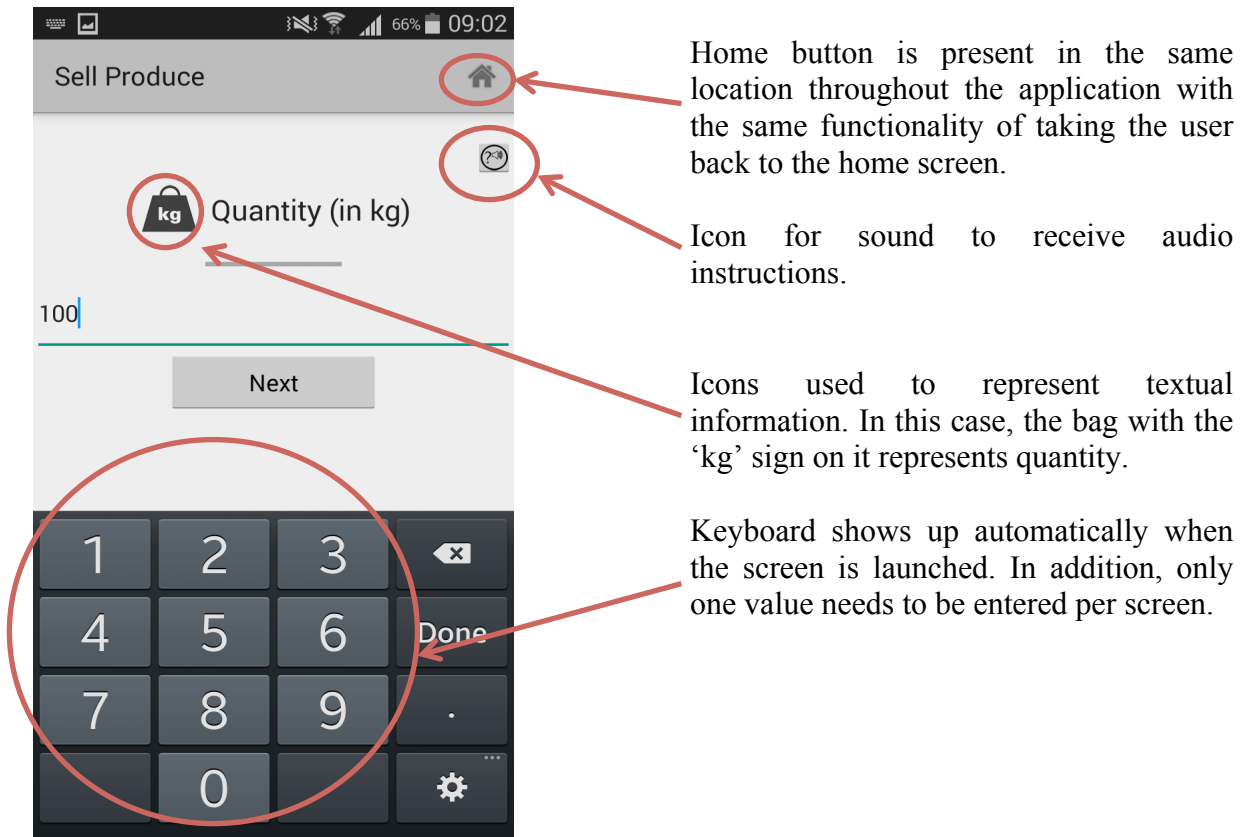 66% 09:02
Sell Produce
?
kg Quantity (in kg)
100
Next
1 2 3
4 5 6 Done
7 8 9 .
0 ...
Home button is present in the same
location throughout the application with
the same functionality of taking the user
back to the home screen.
Icon for sound to receive audio
instructions.
Icons used to represent textual
information. In this case, the bag with the
‘kg’ sign on it represents quantity.
Keyboard shows up automatically when
the screen is launched. In addition, only
one value needs to be entered per screen.